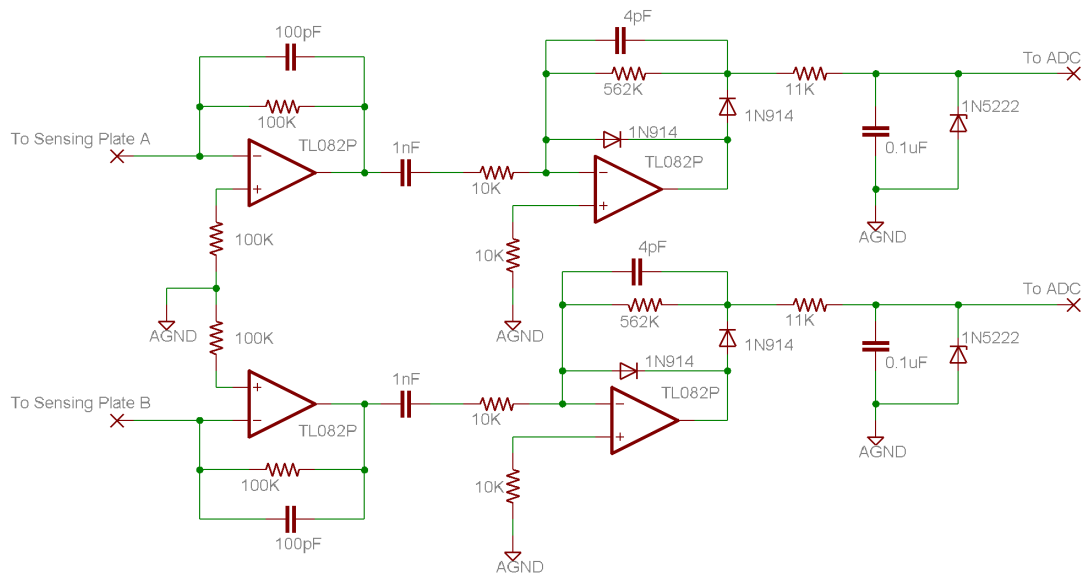 100pF
100K
To Sensing Plate A
TL082P
100K
AGND
1nF
10K
4pF
562K
1N914
1N914
TL082P
10K
AGND
11K
0.1uF
1N5222
AGND
To ADC
100K
To Sensing Plate B
TL082P
100K
100pF
1nF
10K
4pF
562K
1N914
1N914
TL082P
10K
AGND
11K
0.1uF
1N5222
AGND
To ADC